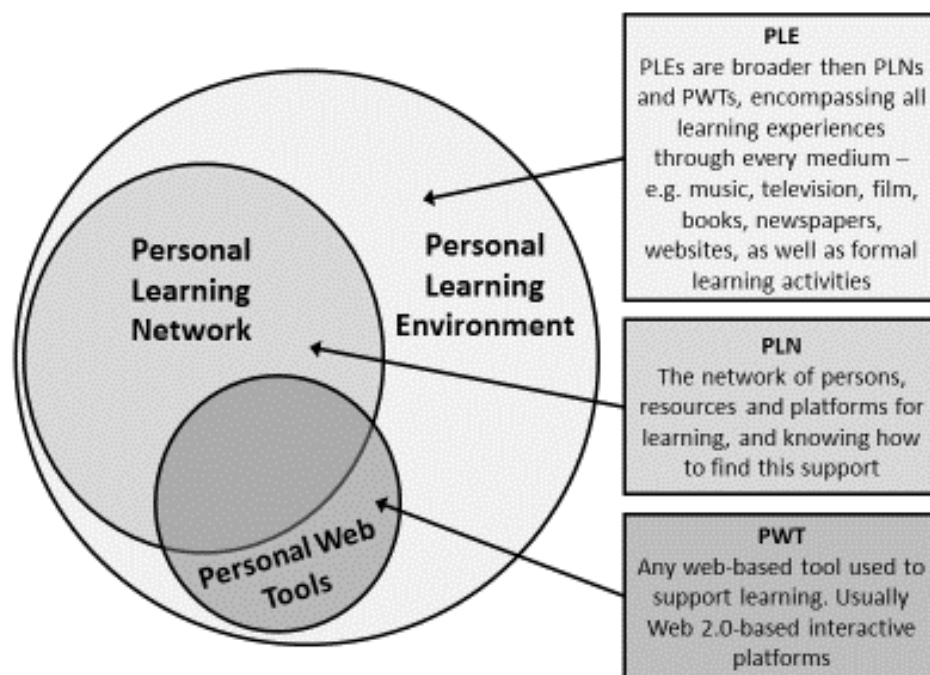 Personal
Learning
Network
Personal
Learning
Environment
Personal Web
Tools
PLE
PLEs are broader then PLNs
and PWTs, encompassing all
learning experiences
through every medium –
e.g. music, television, film,
books, newspapers,
websites, as well as formal
learning activities
PLN
The network of persons,
resources and platforms for
learning, and knowing how
to find this support
PWT
Any web-based tool used to
support learning. Usually
Web 2.0-based interactive
platforms